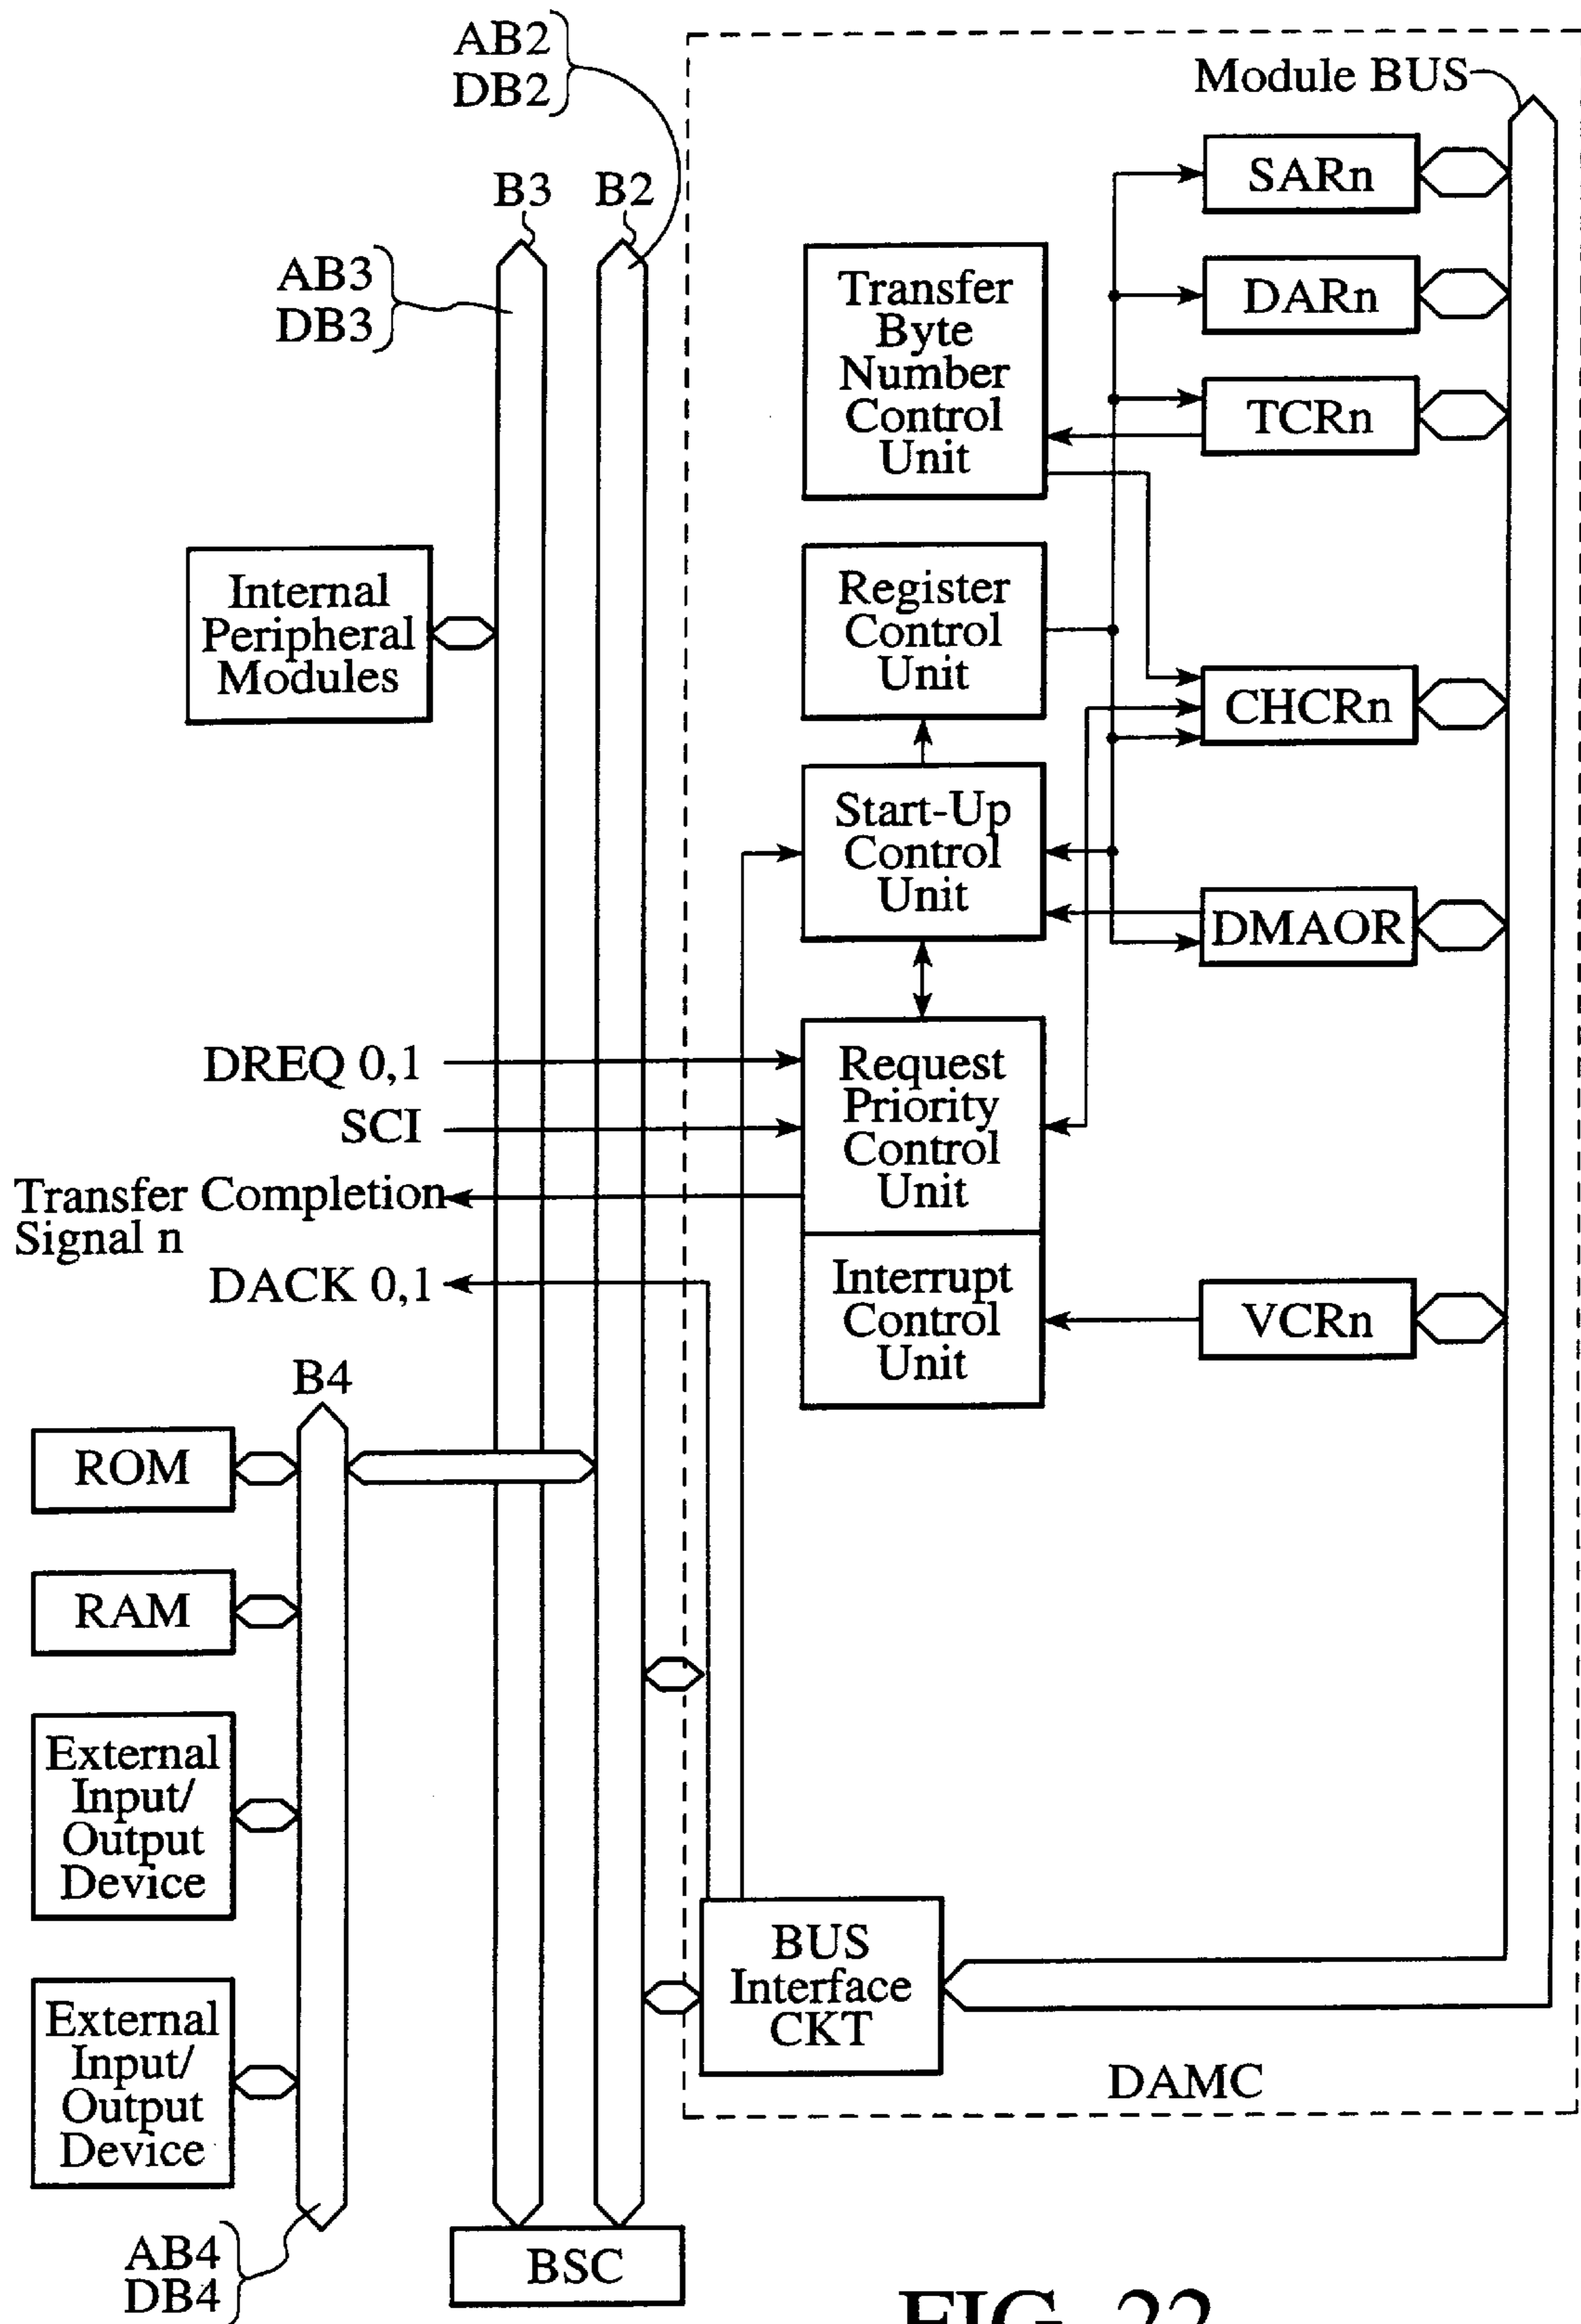 AB2
DB2
Module BUS
B3
B2
AB3
DB3
SARn
DARn
TCRn
Transfer
Byte
Number
Control
Unit
Internal
Peripheral
Modules
Register
Control
Unit
CHCRn
Start-Up
Control
Unit
DMAOR
DREQ 0,1
SCI
Transfer Completion
Signal n
DACK 0,1
Request
Priority
Control
Unit
Interrupt
Control
Unit
VCRn
B4
ROM
RAM
External
Input/
Output
Device
External
Input/
Output
Device
BUS
Interface
CKT
DAMC
AB4
DB4
BSC
FIG. 22